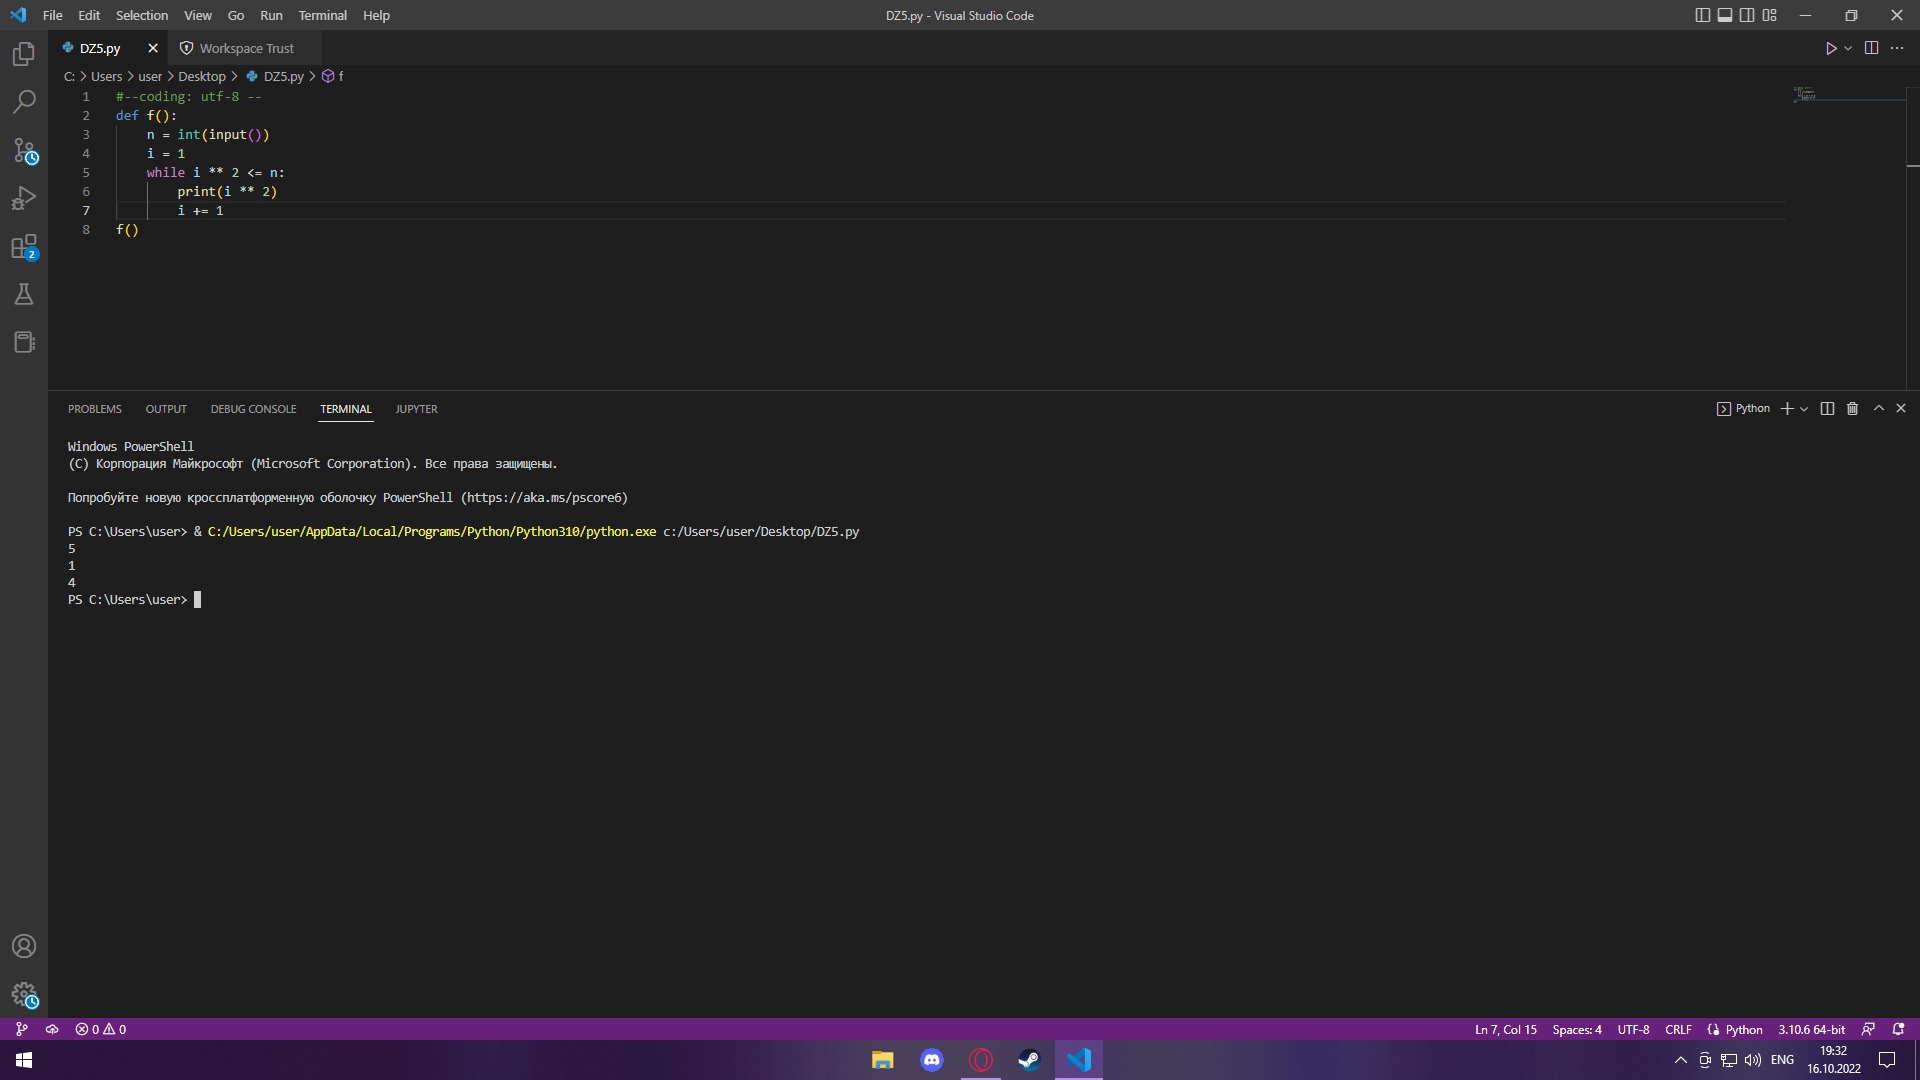 File Edit Selection View Go Run Terminal Help
DZ5.py - Visual Studio Code
DZ5.py Workspace Trust
C: > Users > user > Desktop > DZ5.py > f
1 #--coding: utf-8 --
2 def f():
3 n = int(input())
4 i = 1
5 while i ** 2 <= n:
6 print(i ** 2)
7 i += 1
8 f()
PROBLEMS OUTPUT DEBUG CONSOLE TERMINAL JUPYTER
Python
Windows PowerShell
(C) Корпорация Майкрософт (Microsoft Corporation). Все права защищены.
Попробуйте новую кроссплатформенную оболочку PowerShell (https://aka.ms/pscore6)
PS C:\Users\user> & C:/Users/user/AppData/Local/Programs/Python/Python310/python.exe c:/Users/user/Desktop/DZ5.py
5
1
4
PS C:\Users\user>
2
0 0
Ln 7, Col 15 Spaces: 4 UTF-8 CRLF Python 3.10.6 64-bit
ENG
19:32
16.10.2022